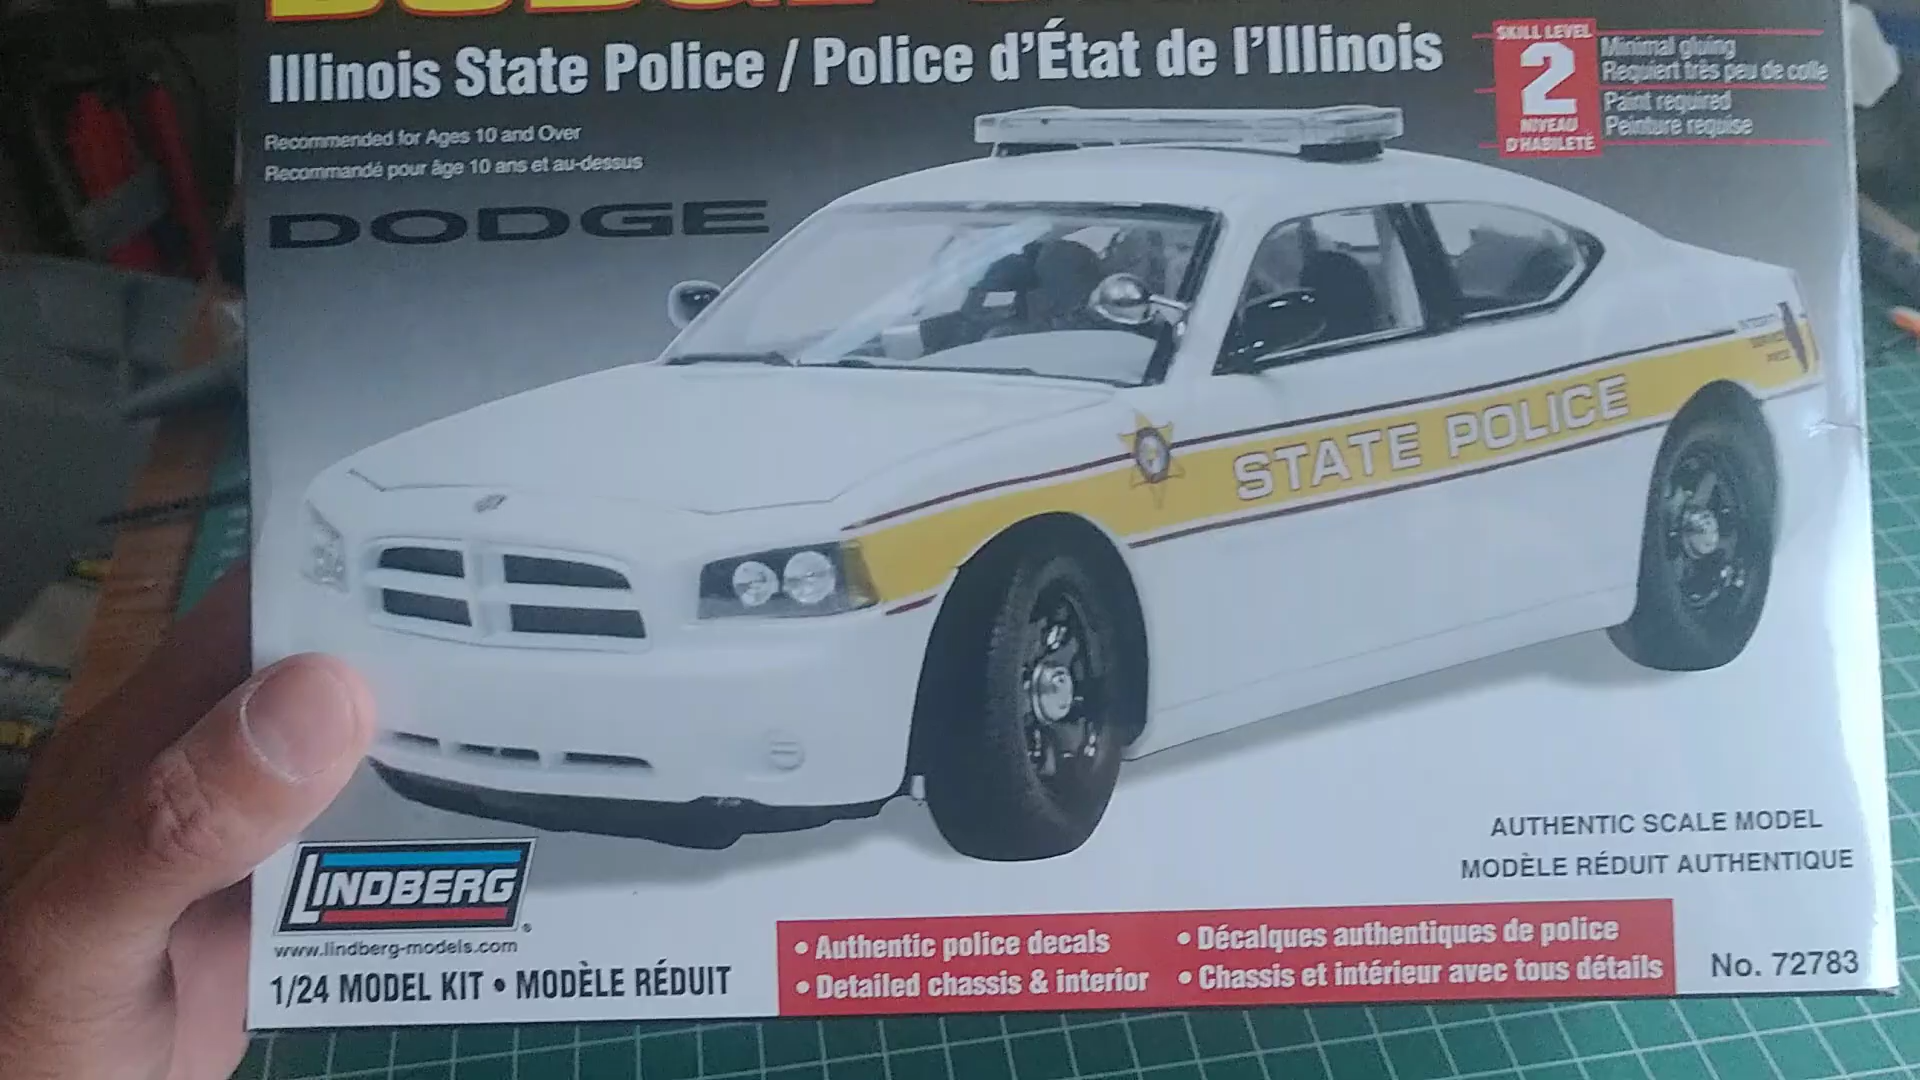 Illinois State Police / Police d'État de l'Illinois
SKILL LEVEL
2
NIVEAU
D'HABILETÉ
Minimal gluing
Requiert très peu de colle
Paint required
Peinture requise
Recommended for Ages 10 and Over
Recommandé pour âge 10 ans et au-dessus
DODGE
STATE POLICE
AUTHENTIC SCALE MODEL
MODÈLE RÉDUIT AUTHENTIQUE
LINDBERG
www.lindberg-models.com
1/24 MODEL KIT • MODÈLE RÉDUIT
• Authentic police decals
• Detailed chassis & interior
• Décalques authentiques de police
• Chassis et intérieur avec tous détails
No. 72783